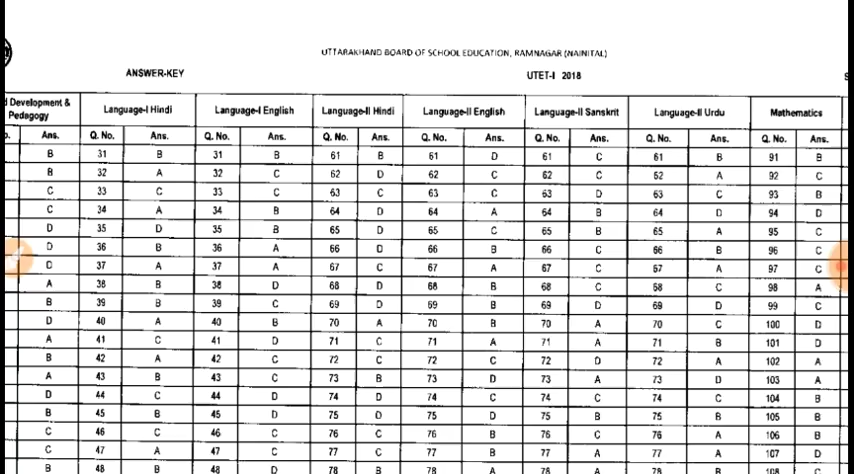 UTTARAKHAND BOARD OF SCHOOL EDUCATION, RAMNAGAR (NAINITAL)
ANSWER-KEY UTET-I 2018 S
d Development & Pedagogy Language-I Hindi Language-I English Language-II Hindi Language-II English Language-II Sanskrit Language-II Urdu Mathematics
o. Ans. Q. No. Ans. Q. No. Ans. Q. No. Ans. Q. No. Ans. Q. No. Ans. Q. No. Ans. Q. No. Ans.
B 31 B 31 B 61 B 61 D 61 C 61 B 91 B
B 32 A 32 C 62 D 62 C 62 C 62 A 92 C
C 33 C 33 C 63 C 63 C 63 D 63 C 93 B
C 34 A 34 B 64 D 64 A 64 B 64 D 94 D
D 35 D 35 B 65 D 65 C 65 B 65 A 95 C
D 36 B 36 A 66 D 66 B 66 C 66 B 96 C
D 37 A 37 A 67 C 67 A 67 C 67 A 97 C
A 38 B 38 D 68 D 68 B 68 C 68 C 98 A
B 39 B 39 C 69 D 69 B 69 D 69 D 99 C
D 40 A 40 B 70 A 70 B 70 A 70 C 100 D
A 41 C 41 D 71 C 71 A 71 A 71 B 101 D
B 42 A 42 C 72 C 72 C 72 D 72 A 102 A
A 43 B 43 C 73 B 73 D 73 A 73 D 103 A
D 44 C 44 D 74 D 74 C 74 C 74 C 104 B
B 45 B 45 D 75 D 75 D 75 B 75 B 105 B
C 46 C 46 C 76 C 76 B 76 C 76 A 106 B
C 47 A 47 C 77 C 77 B 77 A 77 A 107 D
B 48 B 48 D 78 B 78 A 78 A 78 B 108 C